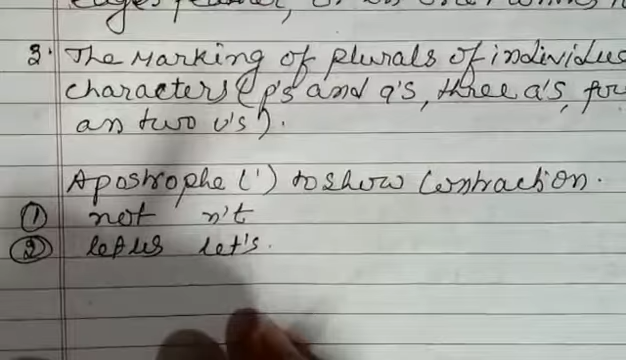 3. The Marking of plurals of individu
characters (p's and q's, three a's, fo
an two u's).
Apostrophe (') to show Contraction.
① not n't
② let us let's.